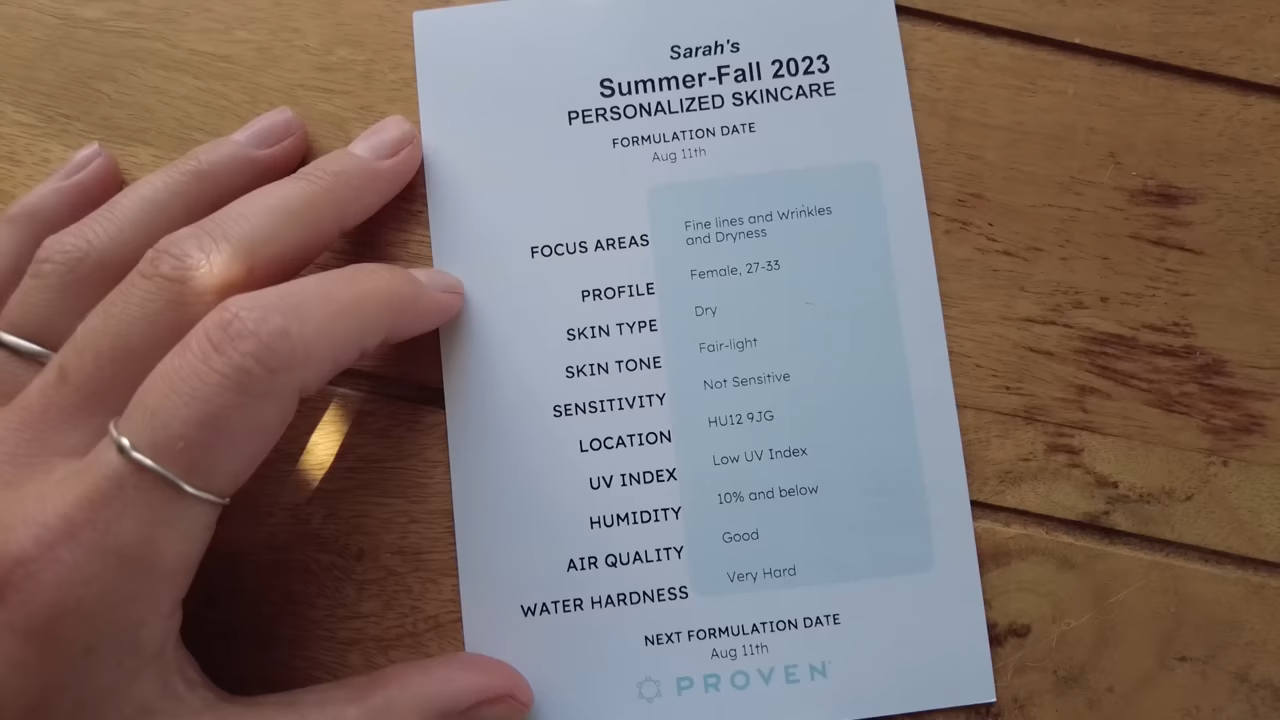 Sarah's
Summer-Fall 2023
PERSONALIZED SKINCARE
FORMULATION DATE
Aug 11th
FOCUS AREAS Fine lines and Wrinkles
and Dryness
PROFILE Female, 27-33
SKIN TYPE Dry
SKIN TONE Fair-light
SENSITIVITY Not Sensitive
LOCATION HU12 9JG
UV INDEX Low UV Index
HUMIDITY 10% and below
AIR QUALITY Good
WATER HARDNESS Very Hard
NEXT FORMULATION DATE
Aug 11th
PROVEN